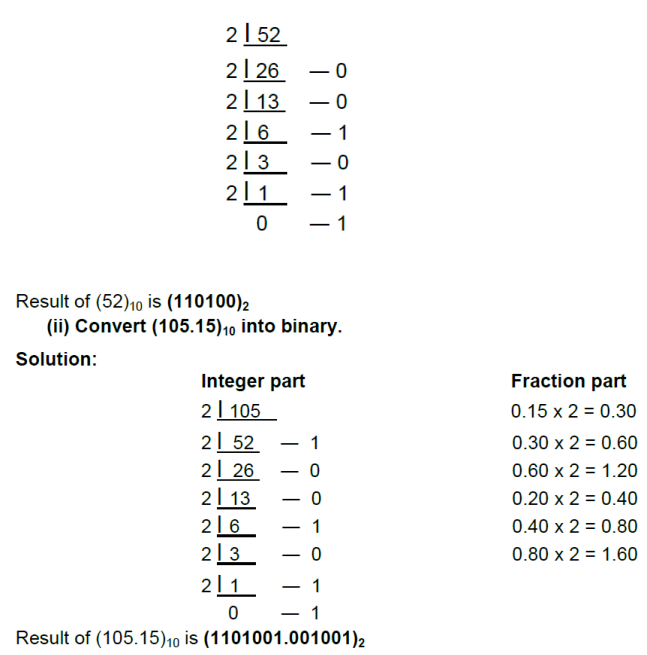 2 | 52
2 | 26 — 0
2 | 13 — 0
2 | 6 — 1
2 | 3 — 0
2 | 1 — 1
0 — 1
Result of (52)₁₀ is (110100)₂
(ii) Convert (105.15)₁₀ into binary.
Solution:
Integer part Fraction part
2 | 105 0.15 x 2 = 0.30
2 | 52 — 1 0.30 x 2 = 0.60
2 | 26 — 0 0.60 x 2 = 1.20
2 | 13 — 0 0.20 x 2 = 0.40
2 | 6 — 1 0.40 x 2 = 0.80
2 | 3 — 0 0.80 x 2 = 1.60
2 | 1 — 1
0 — 1
Result of (105.15)₁₀ is (1101001.001001)₂